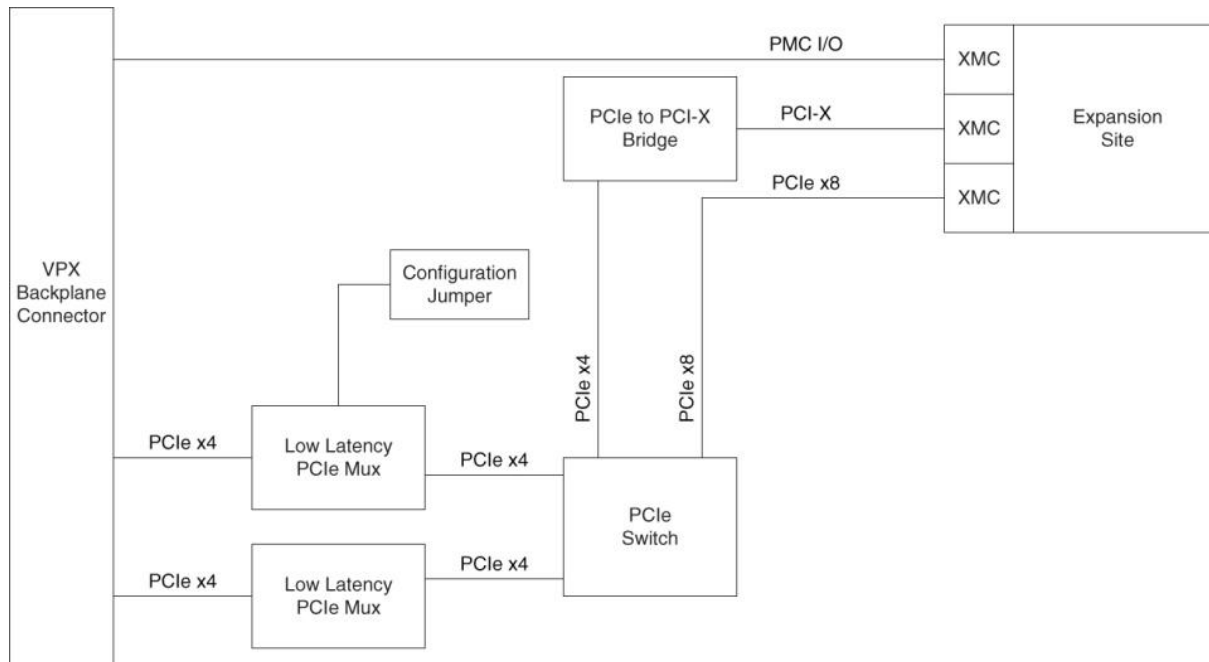 PMC I/O
XMC
PCIe to PCI-X
Bridge
PCI-X
XMC
Expansion
Site
PCIe x8
XMC
VPX
Backplane
Connector
Configuration
Jumper
PCIe x4
PCIe x8
PCIe x4
Low Latency
PCIe Mux
PCIe x4
PCIe
Switch
PCIe x4
Low Latency
PCIe Mux
PCIe x4